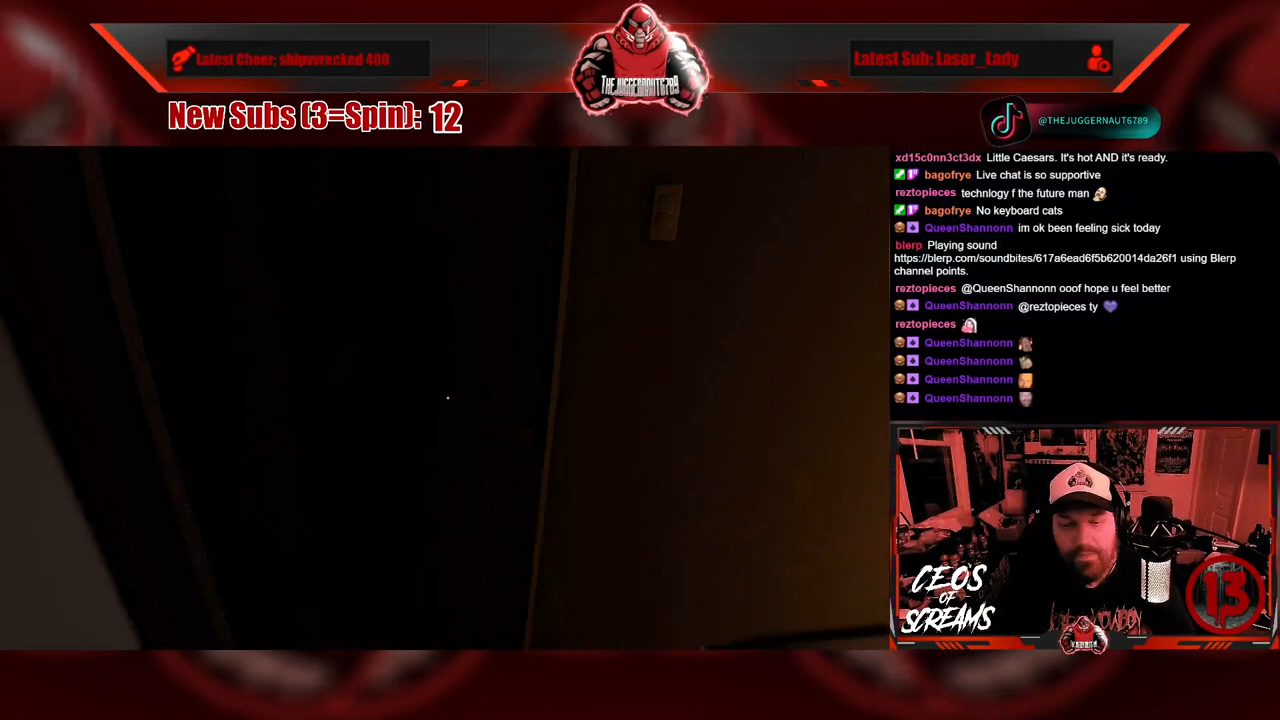 Latest Cheer: shipvvrecked 400
THEJUGGERNAUT6789
Latest Sub: Laser_Lady
New Subs (3=Spin): 12
@THEJUGGERNAUT6789
xd15c0nn3ct3dx Little Caesars. It's hot AND it's ready.
bagofrye Live chat is so supportive
reztopieces technlogy f the future man
bagofrye No keyboard cats
QueenShannonn im ok been feeling sick today
blerp Playing sound
https://blerp.com/soundbites/617a6ead6f5b620014da26f1 using Blerp
channel points.
reztopieces @QueenShannonn ooof hope u feel better
QueenShannonn @reztopieces ty
reztopieces
QueenShannonn
QueenShannonn
QueenShannonn
QueenShannonn
CEOS
OF
SCREAMS
13